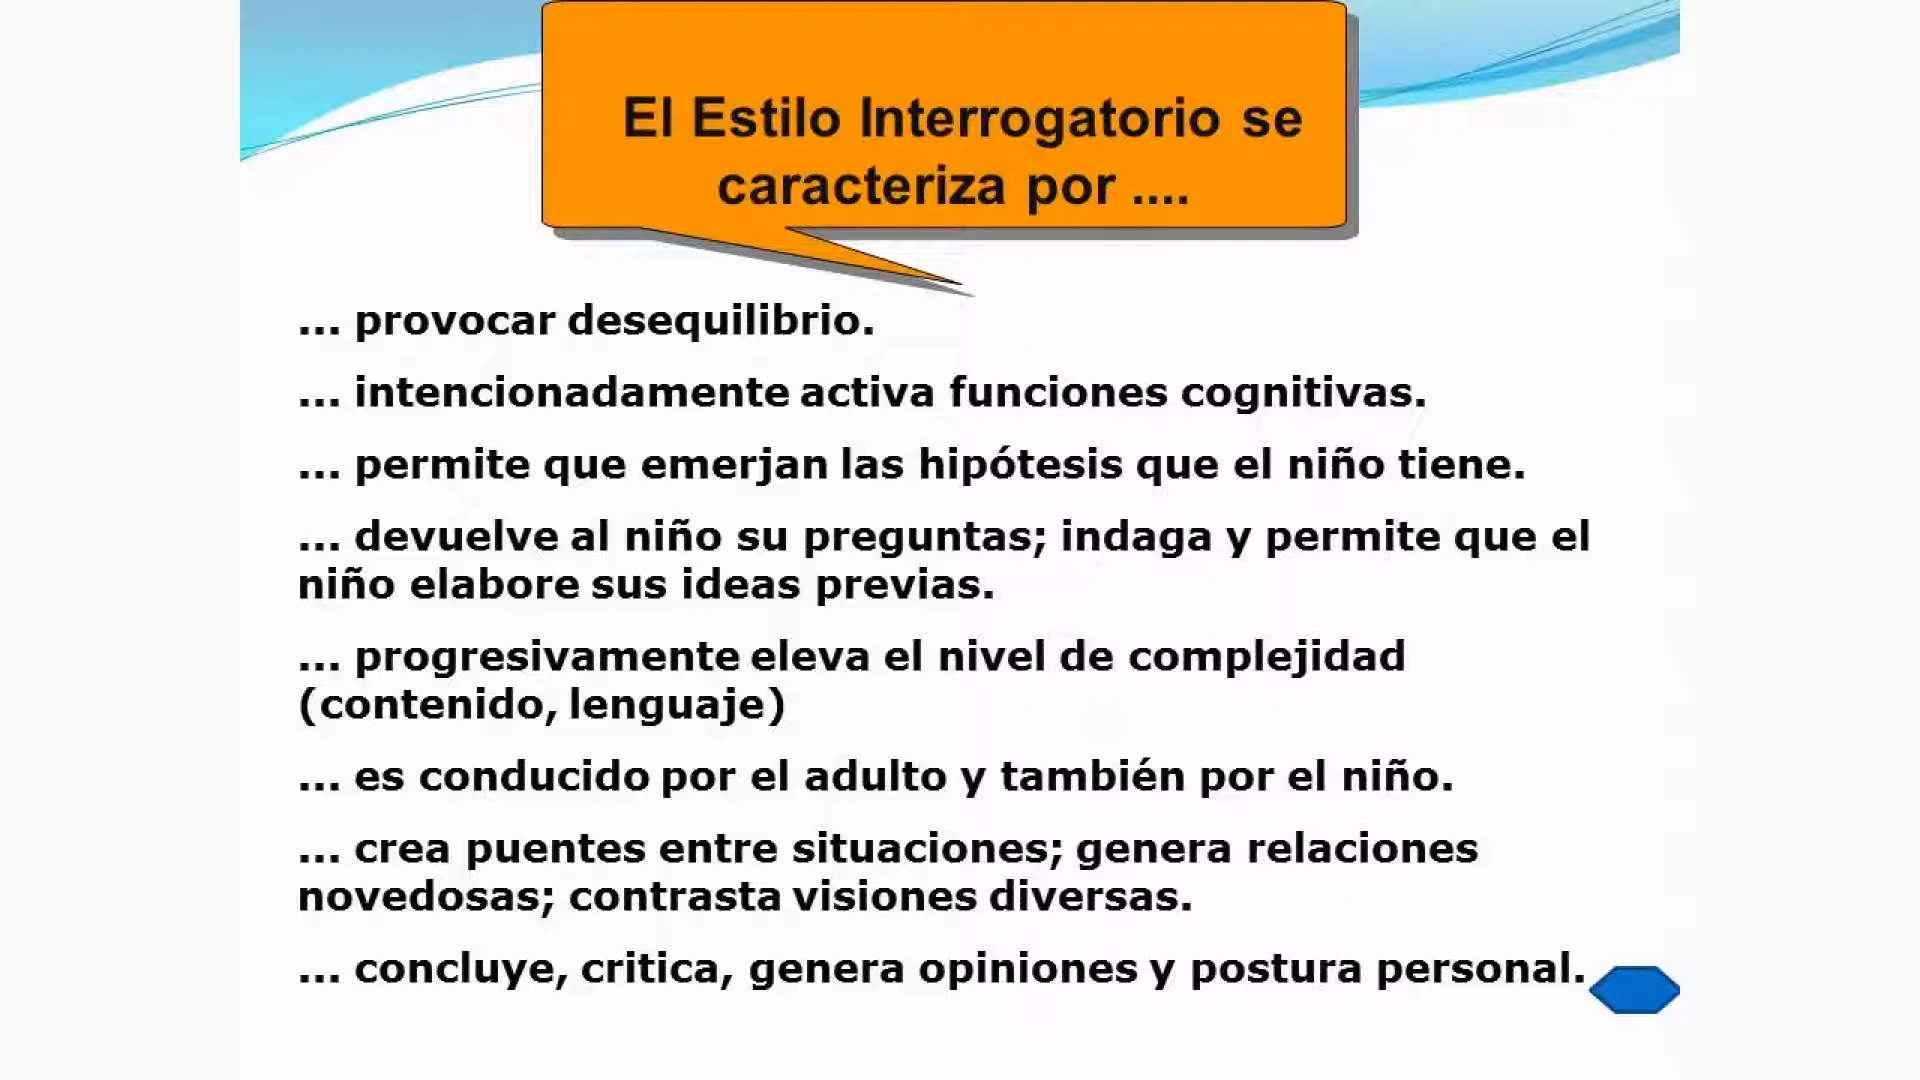 El Estilo Interrogatorio se
caracteriza por ....
... provocar desequilibrio.
... intencionadamente activa funciones cognitivas.
... permite que emerjan las hipótesis que el niño tiene.
... devuelve al niño su preguntas; indaga y permite que el
niño elabore sus ideas previas.
... progresivamente eleva el nivel de complejidad
(contenido, lenguaje)
... es conducido por el adulto y también por el niño.
... crea puentes entre situaciones; genera relaciones
novedosas; contrasta visiones diversas.
... concluye, critica, genera opiniones y postura personal.